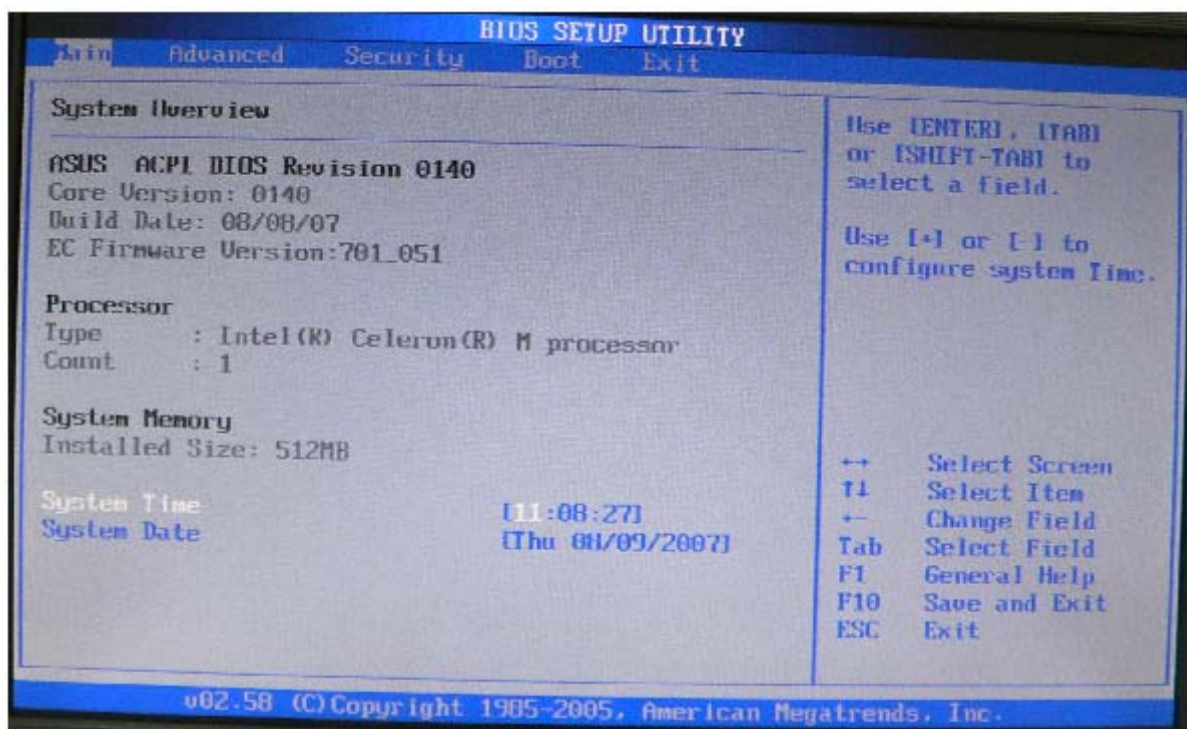 BIOS SETUP UTILITY
Main Advanced Security Boot Exit
System Overview
ASUS ACPI BIOS Revision 0140
Core Version: 0140
Build Date: 08/08/07
EC Firmware Version:701_051
Processor
Type : Intel(R) Celeron(R) M processor
Count : 1
System Memory
Installed Size: 512MB
System Time [11:08:27]
System Date [Thu 08/09/2007]
Use [ENTER], [TAB]
or [SHIFT-TAB] to
select a field.
Use [+] or [-] to
configure system Time.
←→ Select Screen
↑↓ Select Item
+- Change Field
Tab Select Field
F1 General Help
F10 Save and Exit
ESC Exit
v02.58 (C)Copyright 1985-2005, American Megatrends, Inc.